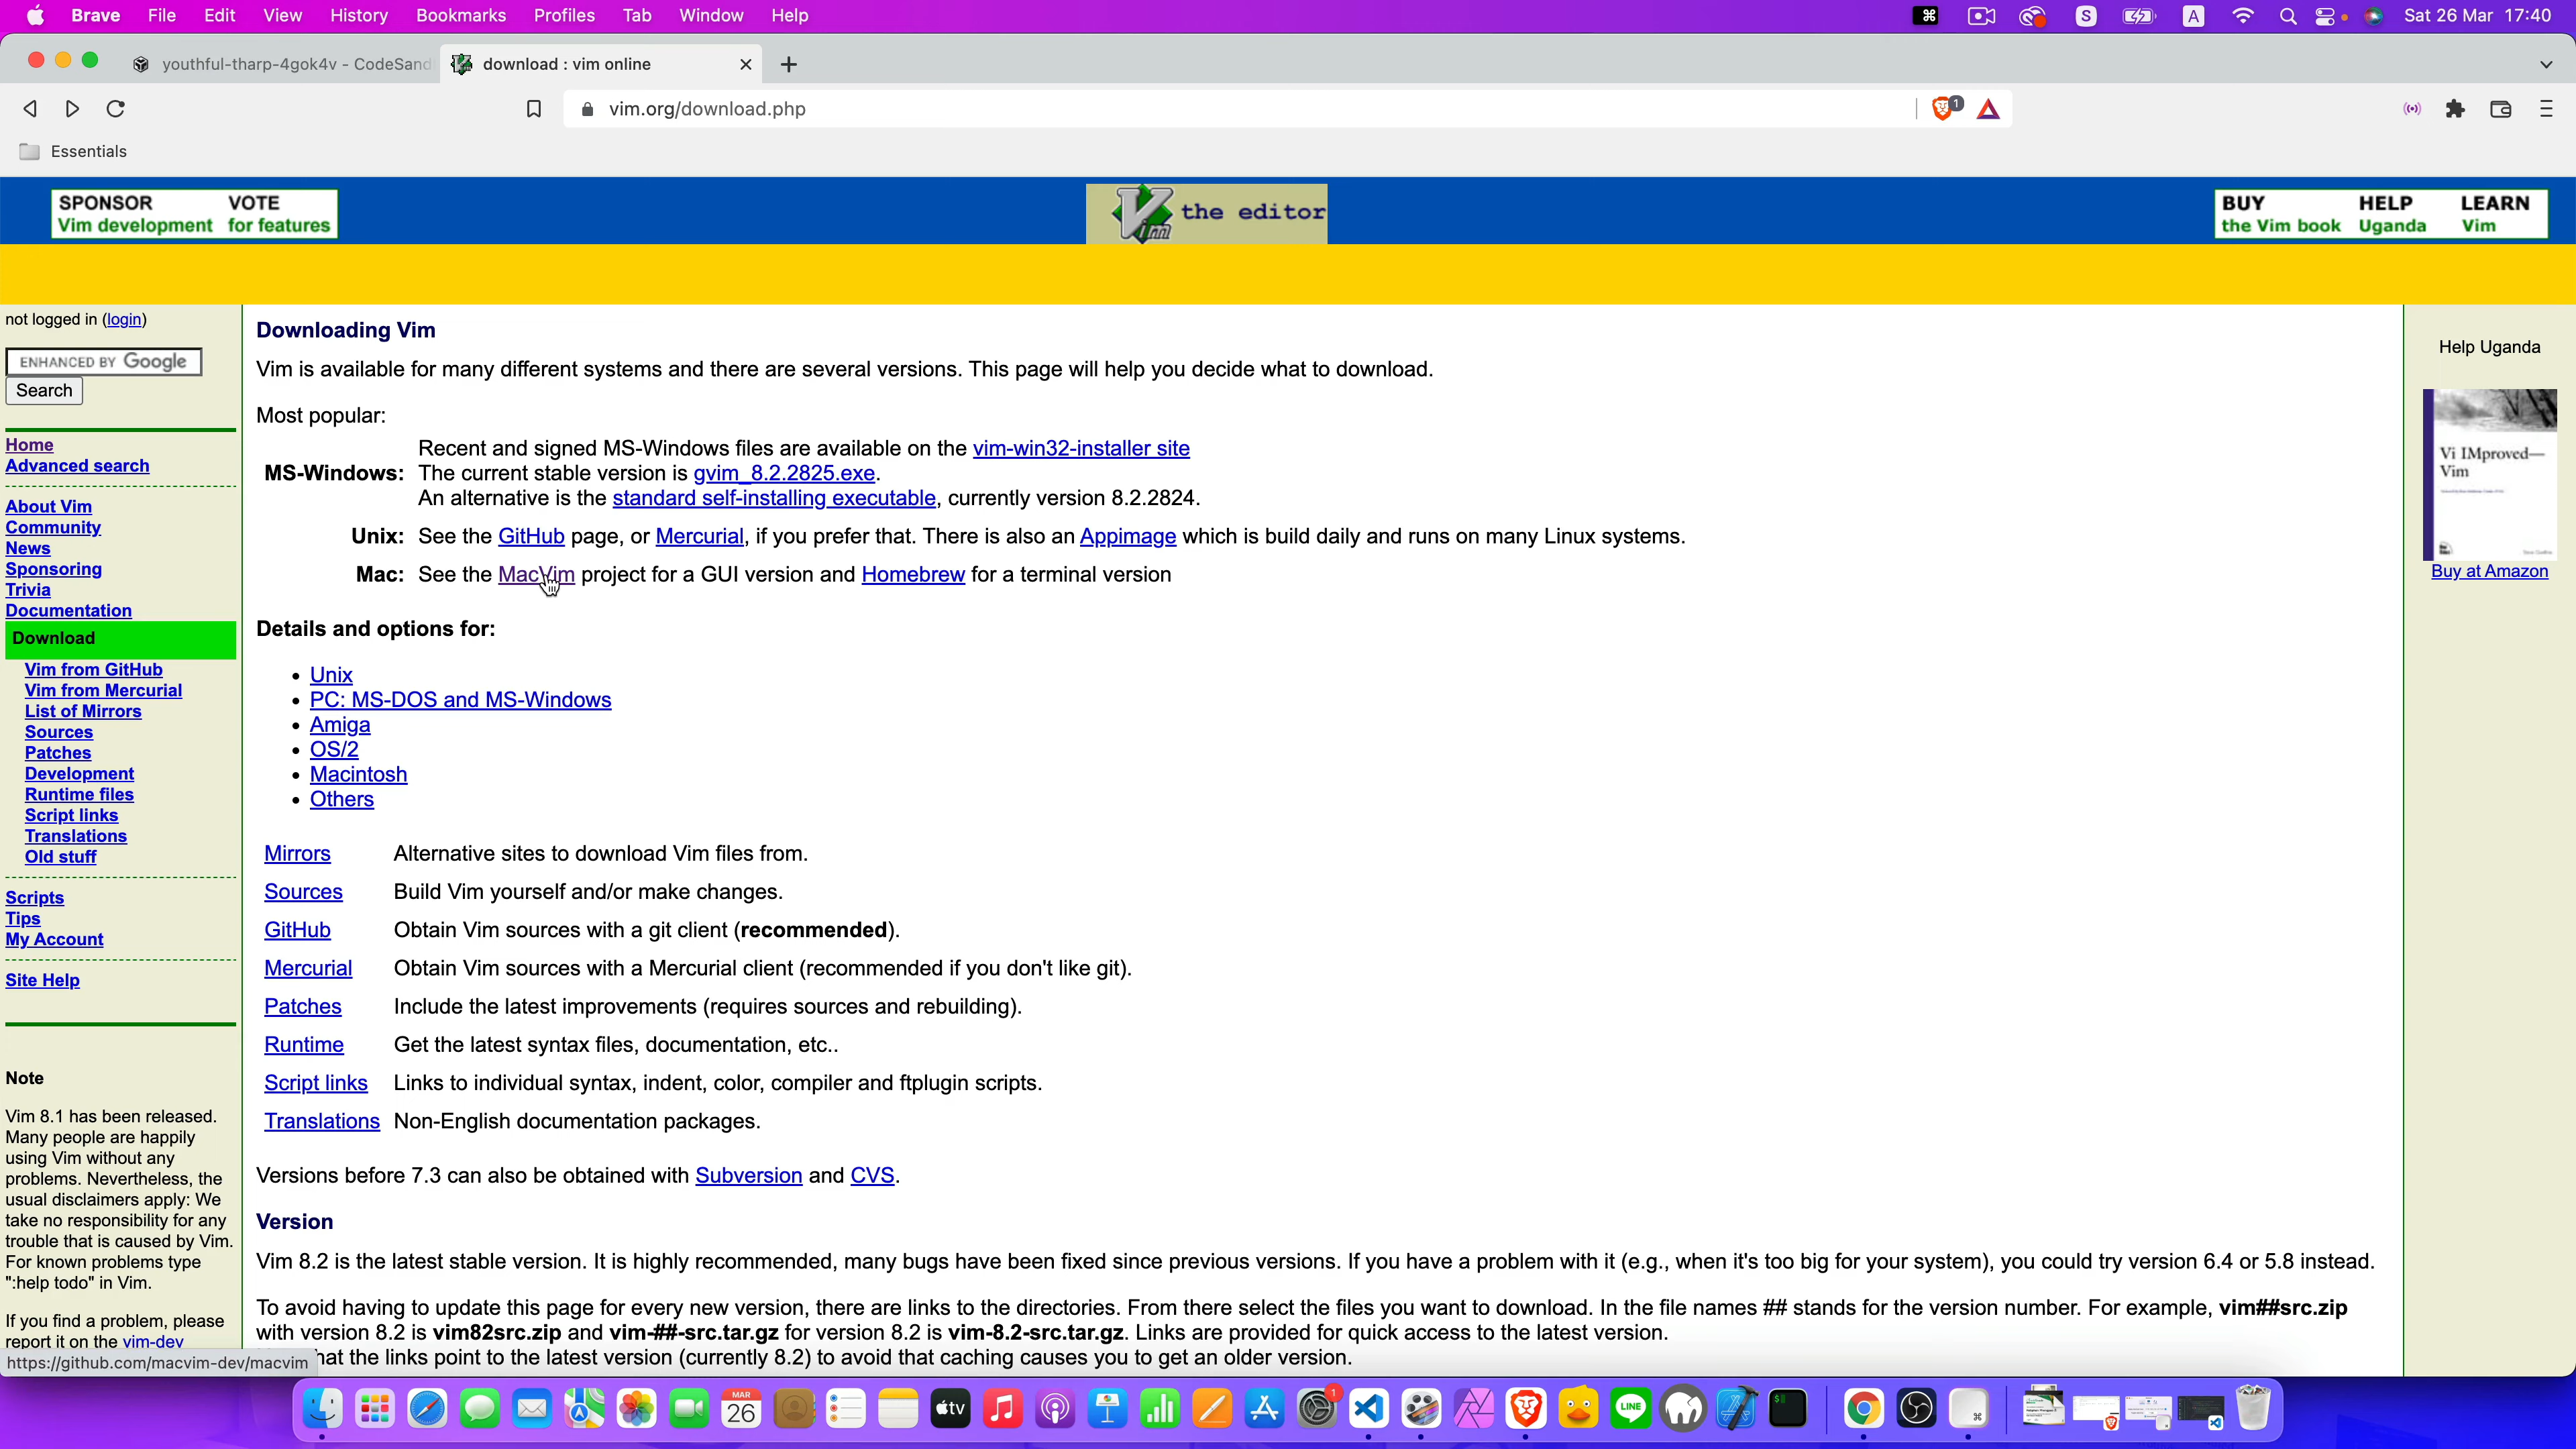 Brave File Edit View History Bookmarks Profiles Tab Window Help
Sat 26 Mar 17:40
youthful-tharp-4gok4v - CodeSand
download : vim online
vim.org/download.php
Essentials
SPONSOR VOTE
Vim development for features
the editor
BUY HELP LEARN
the Vim book Uganda Vim
not logged in (login)
ENHANCED BY Google
Search
Home
Advanced search
About Vim
Community
News
Sponsoring
Trivia
Documentation
Download
Vim from GitHub
Vim from Mercurial
List of Mirrors
Sources
Patches
Development
Runtime files
Script links
Translations
Old stuff
Scripts
Tips
My Account
Site Help
Note
Vim 8.1 has been released.
Many people are happily
using Vim without any
problems. Nevertheless, the
usual disclaimers apply: We
take no responsibility for any
trouble that is caused by Vim.
For known problems type
":help todo" in Vim.
If you find a problem, please
report it on the vim-dev
https://github.com/macvim-dev/macvim
Downloading Vim
Vim is available for many different systems and there are several versions. This page will help you decide what to download.
Most popular:
Recent and signed MS-Windows files are available on the vim-win32-installer site
MS-Windows: The current stable version is gvim_8.2.2825.exe.
An alternative is the standard self-installing executable, currently version 8.2.2824.
Unix: See the GitHub page, or Mercurial, if you prefer that. There is also an Appimage which is build daily and runs on many Linux systems.
Mac: See the MacVim project for a GUI version and Homebrew for a terminal version
Details and options for:
• Unix
• PC: MS-DOS and MS-Windows
• Amiga
• OS/2
• Macintosh
• Others
Mirrors Alternative sites to download Vim files from.
Sources Build Vim yourself and/or make changes.
GitHub Obtain Vim sources with a git client (recommended).
Mercurial Obtain Vim sources with a Mercurial client (recommended if you don't like git).
Patches Include the latest improvements (requires sources and rebuilding).
Runtime Get the latest syntax files, documentation, etc..
Script links Links to individual syntax, indent, color, compiler and ftplugin scripts.
Translations Non-English documentation packages.
Versions before 7.3 can also be obtained with Subversion and CVS.
Version
Vim 8.2 is the latest stable version. It is highly recommended, many bugs have been fixed since previous versions. If you have a problem with it (e.g., when it's too big for your system), you could try version 6.4 or 5.8 instead.
To avoid having to update this page for every new version, there are links to the directories. From there select the files you want to download. In the file names ## stands for the version number. For example, vim##src.zip
with version 8.2 is vim82src.zip and vim-##-src.tar.gz for version 8.2 is vim-8.2-src.tar.gz. Links are provided for quick access to the latest version.
hat the links point to the latest version (currently 8.2) to avoid that caching causes you to get an older version.
Help Uganda
Vi IMproved—
Vim
Buy at Amazon
MAR
26
tv
LINE